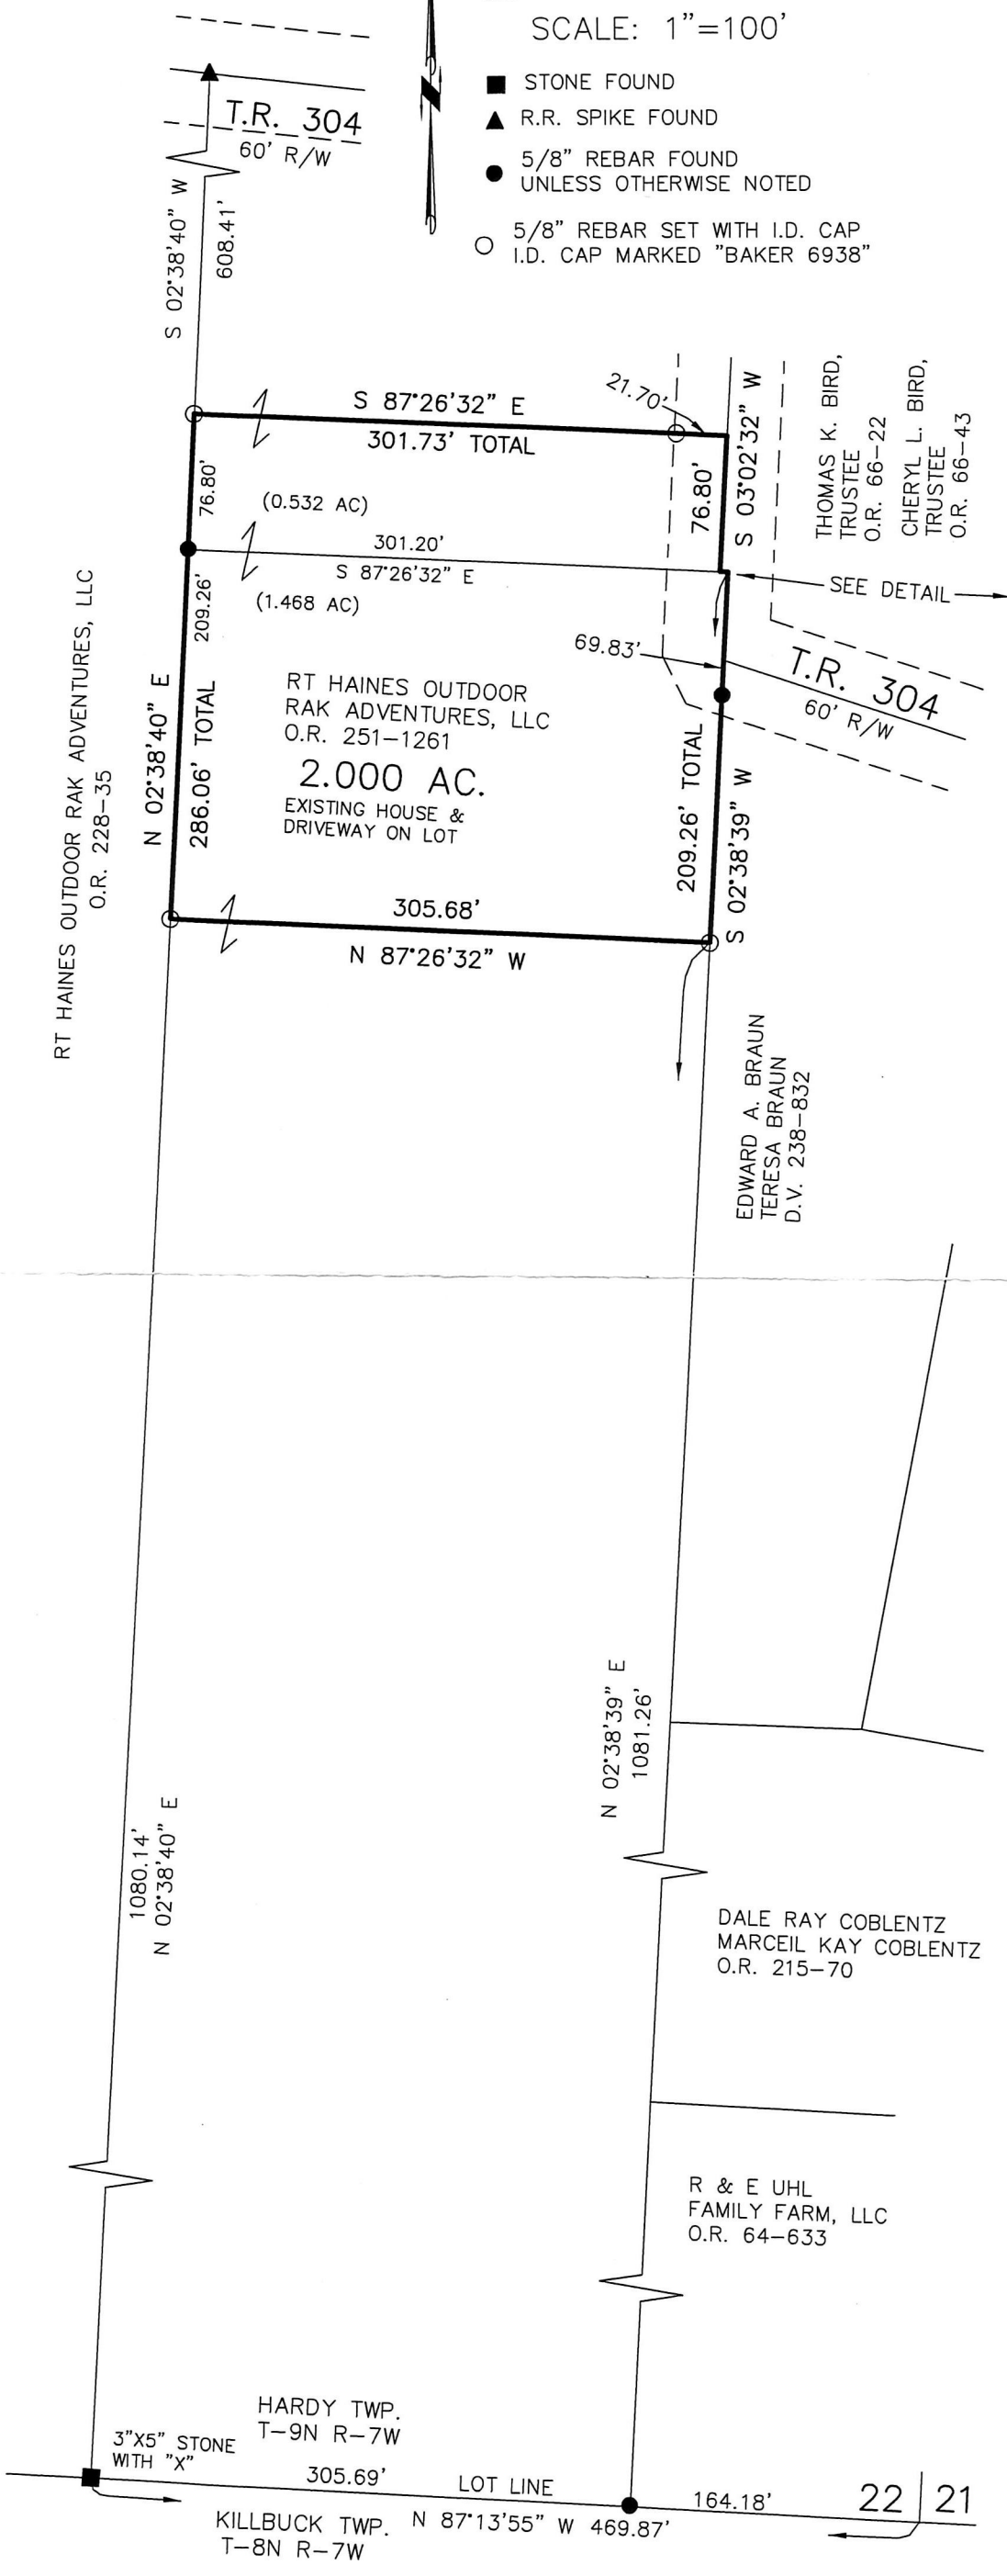 SCALE: 1"=100'
STONE FOUND
R.R. SPIKE FOUND
5/8" REBAR FOUND
UNLESS OTHERWISE NOTED
5/8" REBAR SET WITH I.D. CAP
I.D. CAP MARKED "BAKER 6938"
T.R. 304
60' R/W
S 02°38'40" W
608.41'
S 87°26'32" E
301.73' TOTAL
21.70'
76.80'
(0.532 AC)
76.80'
S 03°02'32" W
THOMAS K. BIRD,
TRUSTEE
O.R. 66-22
CHERYL L. BIRD,
TRUSTEE
O.R. 66-43
301.20'
S 87°26'32" E
SEE DETAIL
209.26'
(1.468 AC)
69.83'
T.R. 304
60' R/W
RT HAINES OUTDOOR RAK ADVENTURES, LLC
O.R. 228-35
N 02°38'40" E
286.06' TOTAL
RT HAINES OUTDOOR
RAK ADVENTURES, LLC
O.R. 251-1261
2.000 AC.
EXISTING HOUSE &
DRIVEWAY ON LOT
209.26' TOTAL
S 02°38'39" W
305.68'
N 87°26'32" W
EDWARD A. BRAUN
TERESA BRAUN
D.V. 238-832
N 02°38'39" E
1081.26'
1080.14'
N 02°38'40" E
DALE RAY COBLENTZ
MARCEIL KAY COBLENTZ
O.R. 215-70
R & E UHL
FAMILY FARM, LLC
O.R. 64-633
HARDY TWP.
T-9N R-7W
3"X5" STONE
WITH "X"
305.69'
LOT LINE
164.18'
22
21
KILLBUCK TWP.
T-8N R-7W
N 87°13'55" W 469.87'